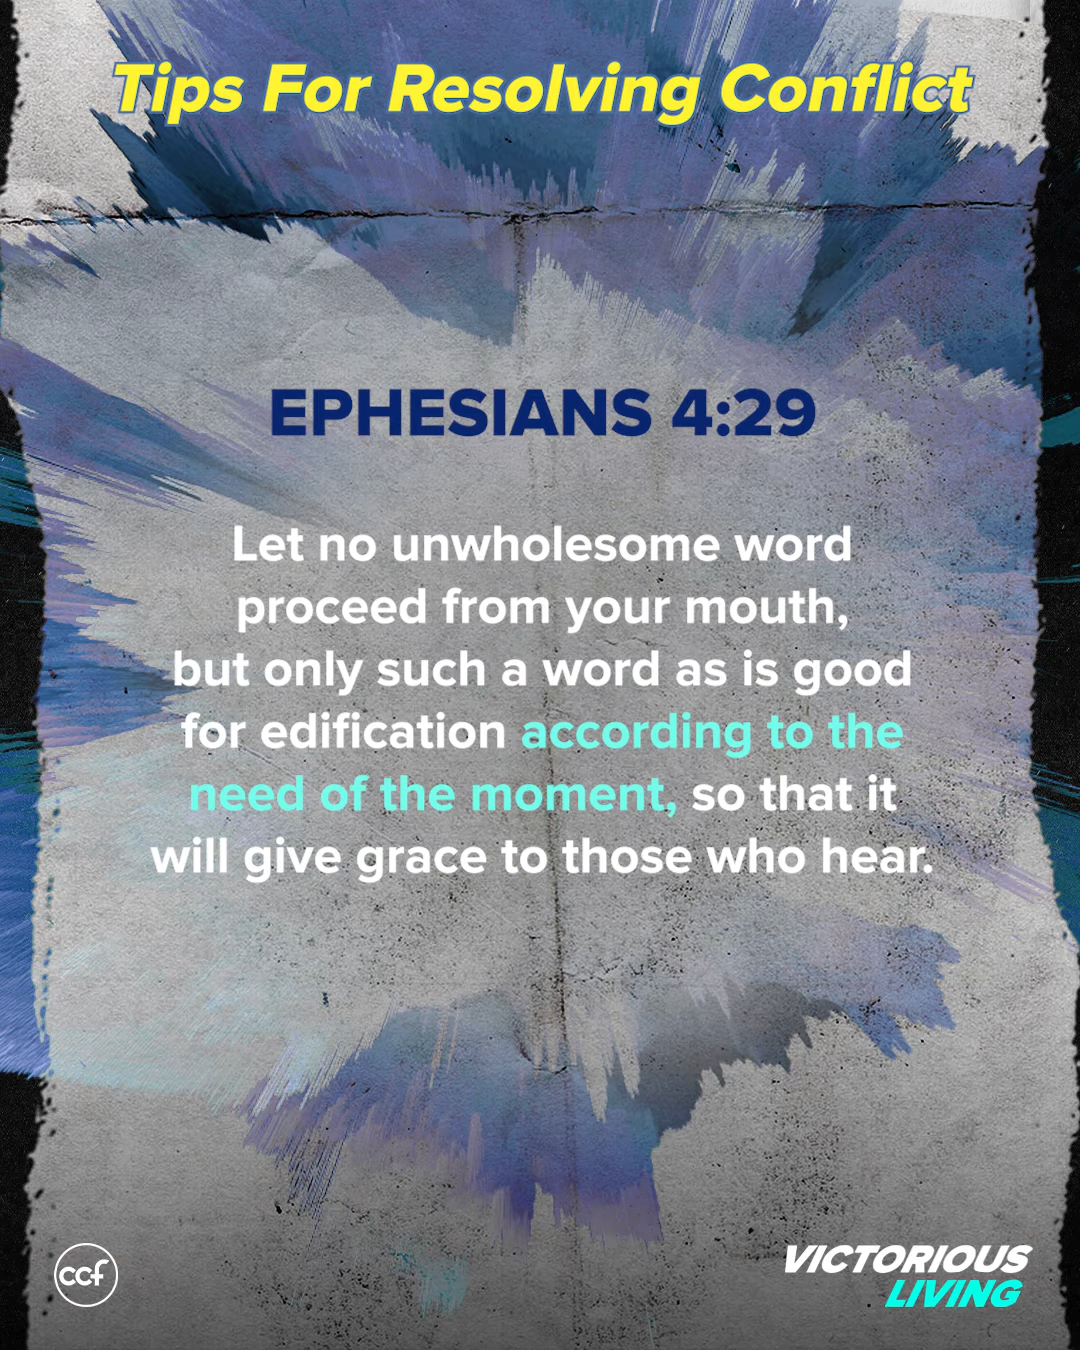 Tips For Resolving Conflict
EPHESIANS 4:29
Let no unwholesome word
proceed from your mouth,
but only such a word as is good
for edification according to the
need of the moment, so that it
will give grace to those who hear.
ccf
VICTORIOUS
LIVING